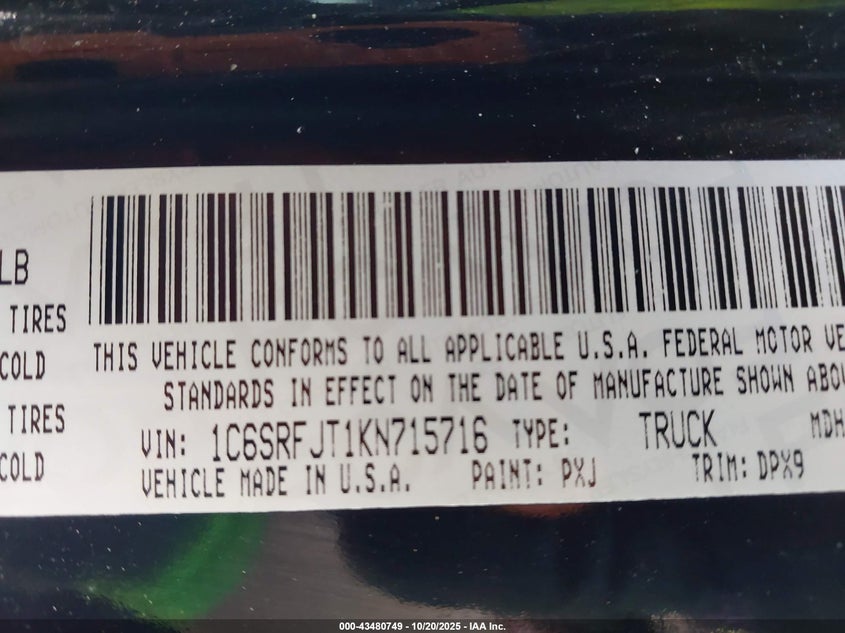 LB
TIRES
COLD
TIRES
COLD
THIS VEHICLE CONFORMS TO ALL APPLICABLE U.S.A. FEDERAL MOTOR VE
STANDARDS IN EFFECT ON THE DATE OF MANUFACTURE SHOWN ABOV
VIN: 1C6SRFJT1KN715716 TYPE: TRUCK MDH
VEHICLE MADE IN U.S.A. PAINT: PXJ TRIM: DPX9
000-43480749 - 10/20/2025 - IAA Inc.